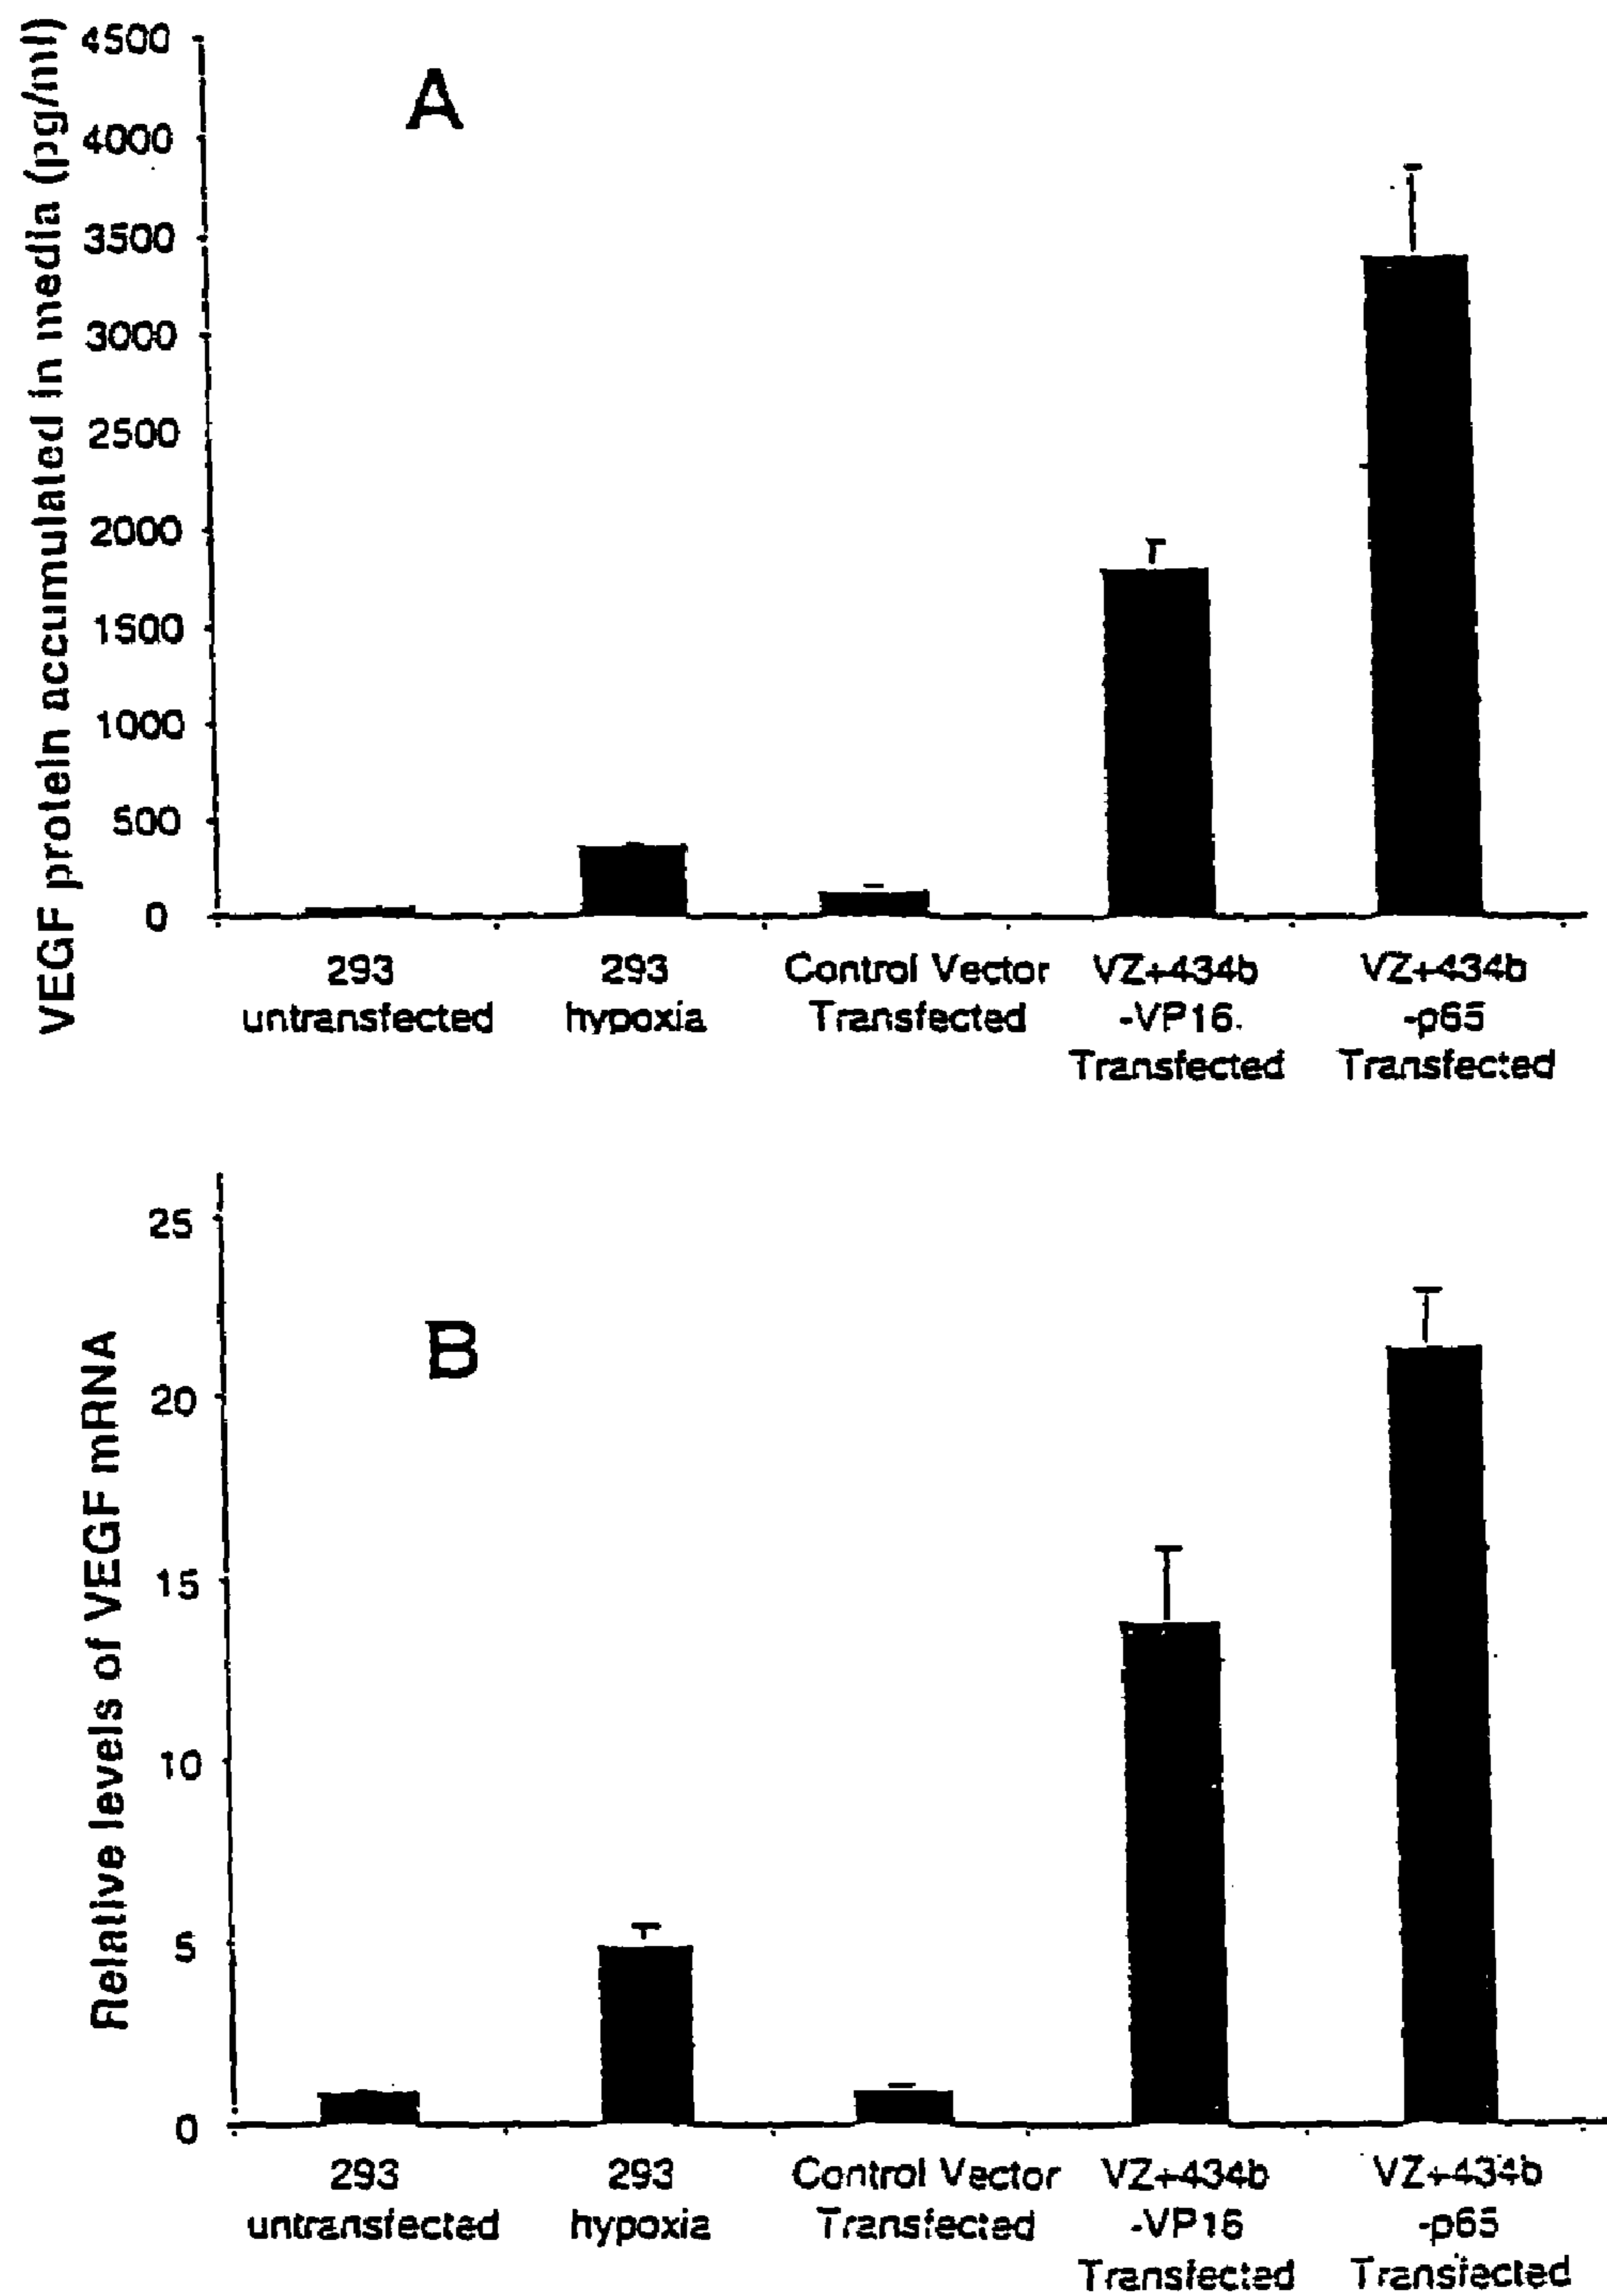 VEGF protein accumulated in media (pg/ml)
4500
4000
3500
3000
2500
2000
1500
1000
500
0
A
293
untransfected
293
hypoxia
Control Vector
Transfected
VZ+434b
-VP16.
Transfected
VZ+434b
-p65
Transfected
Relative levels of VEGF mRNA
25
20
15
10
5
0
B
293
untransfected
293
hypoxia
Control Vector
Transfected
VZ+434b
-VP16
Transfected
VZ+434b
-p65
Transfected